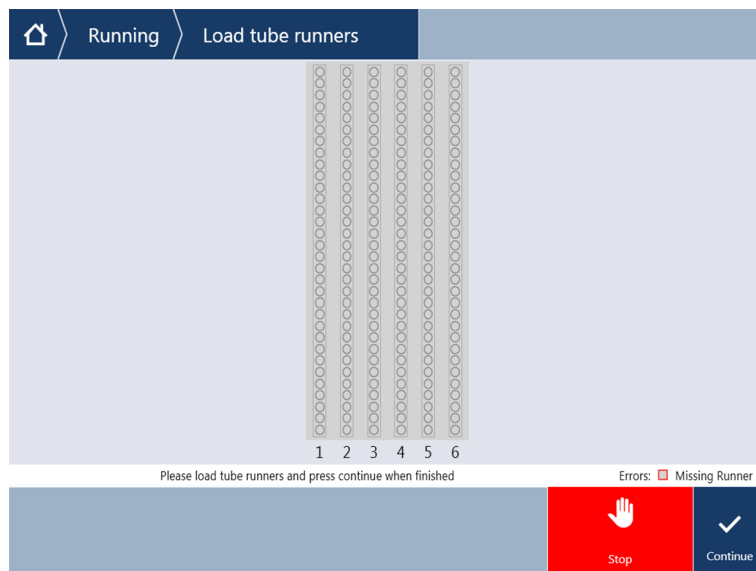 Running Load tube runners
1 2 3 4 5 6
Please load tube runners and press continue when finished Errors: Missing Runner
Stop Continue